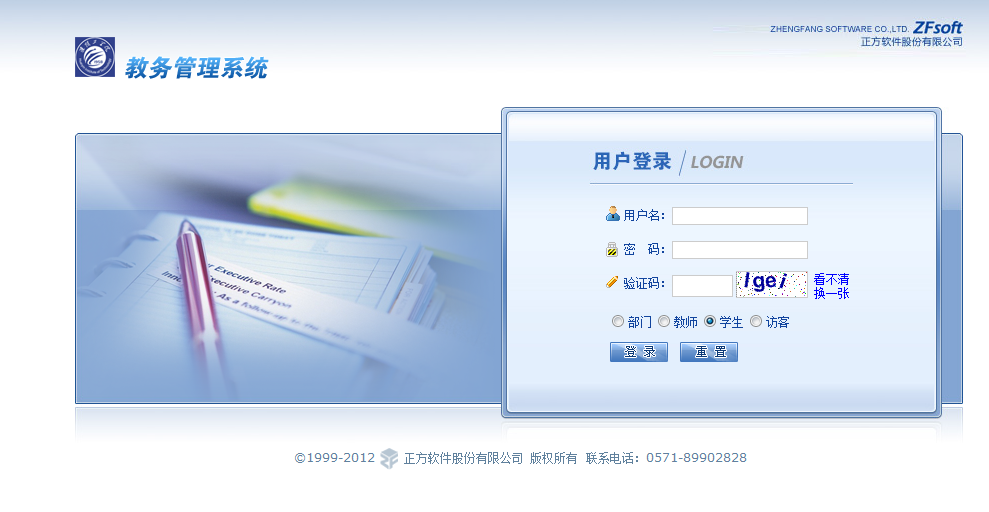 ZHENGFANG SOFTWARE CO.,LTD. ZFsoft
正方软件股份有限公司
教务管理系统
用户登录 LOGIN
用户名：
密 码：
验证码： lgei 看不清
换一张
部门 教师 学生 访客
登 录 重 置
Executive Rate
Executive Carryon
As a follow-up to the
©1999-2012 正方软件股份有限公司 版权所有 联系电话：0571-89902828